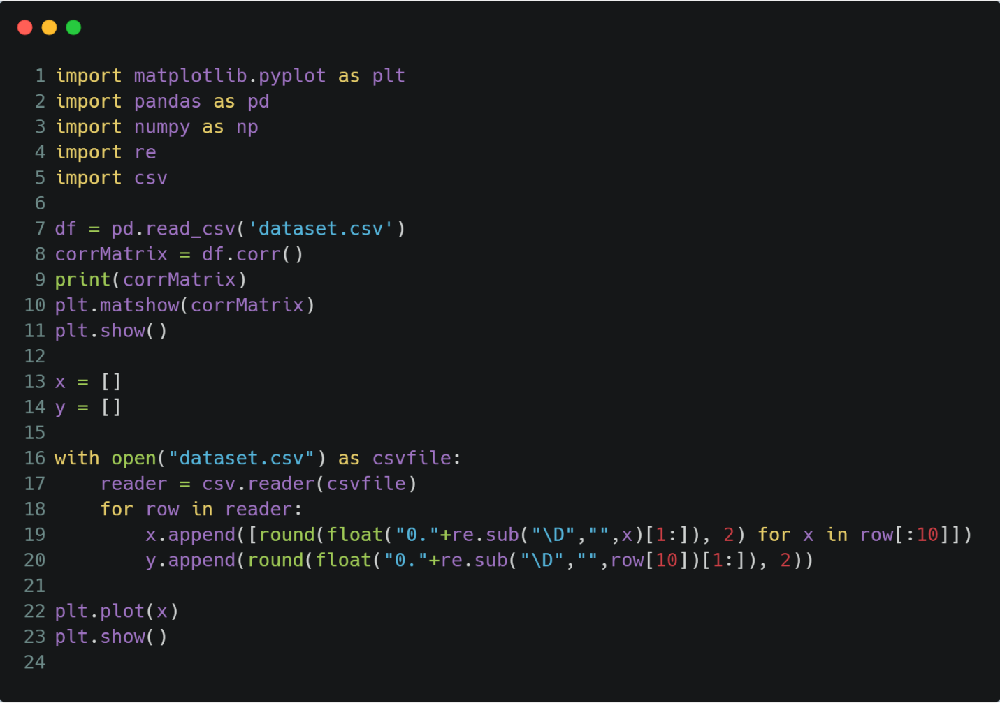 1 import matplotlib.pyplot as plt
2 import pandas as pd
3 import numpy as np
4 import re
5 import csv
6
7 df = pd.read_csv('dataset.csv')
8 corrMatrix = df.corr()
9 print(corrMatrix)
10 plt.matshow(corrMatrix)
11 plt.show()
12
13 x = []
14 y = []
15
16 with open("dataset.csv") as csvfile:
17     reader = csv.reader(csvfile)
18     for row in reader:
19         x.append([round(float("0."+re.sub("\D","",x)[1:]), 2) for x in row[:10]])
20         y.append(round(float("0."+re.sub("\D","",row[10])[1:]), 2))
21
22 plt.plot(x)
23 plt.show()
24